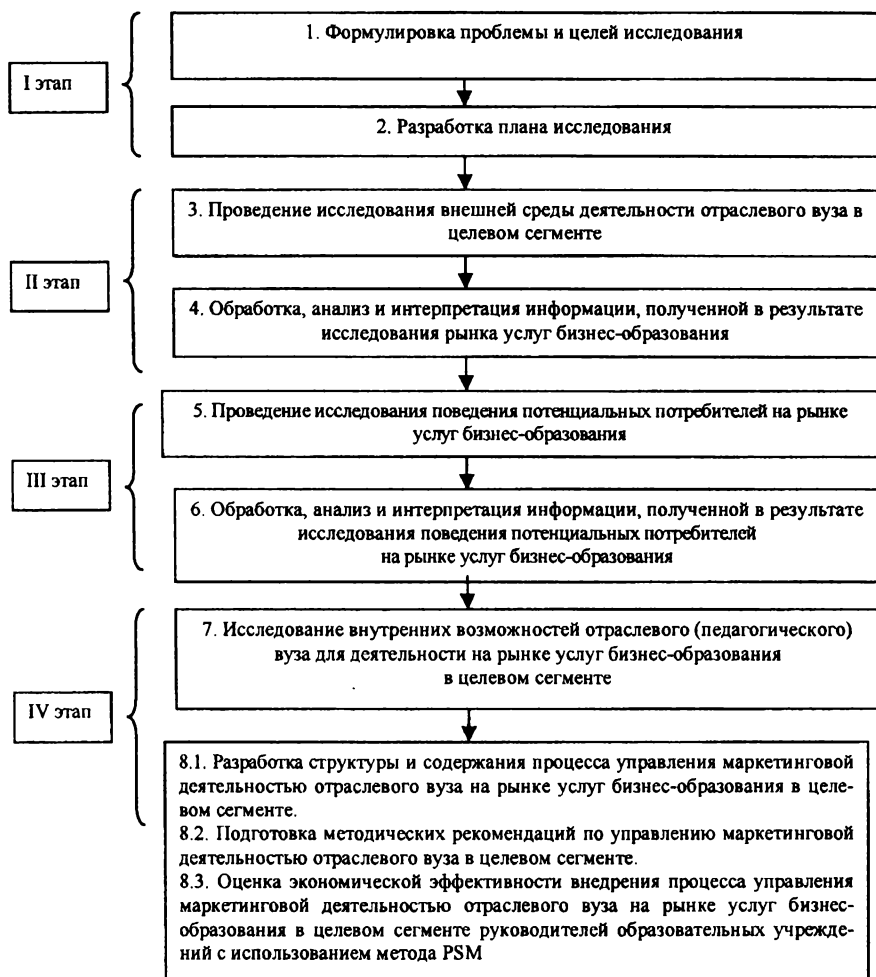 1. Формулировка проблемы и целей исследования
I этап
2. Разработка плана исследования
3. Проведение исследования внешней среды деятельности отраслевого вуза в
целевом сегменте
II этап
4. Обработка, анализ и интерпретация информации, полученной в результате
исследования рынка услуг бизнес-образования
5. Проведение исследования поведения потенциальных потребителей на рынке
услуг бизнес-образования
III этап
6. Обработка, анализ и интерпретация информации, полученной в результате
исследования поведения потенциальных потребителей
на рынке услуг бизнес-образования
7. Исследование внутренних возможностей отраслевого (педагогического)
вуза для деятельности на рынке услуг бизнес-образования
в целевом сегменте
IV этап
8.1. Разработка структуры и содержания процесса управления маркетинговой
деятельностью отраслевого вуза на рынке услуг бизнес-образования в целе-
вом сегменте.
8.2. Подготовка методических рекомендаций по управлению маркетинговой
деятельностью отраслевого вуза в целевом сегменте.
8.3. Оценка экономической эффективности внедрения процесса управления
маркетинговой деятельностью отраслевого вуза на рынке услуг бизнес-
образования в целевом сегменте руководителей образовательных учрежде-
ний с использованием метода PSM